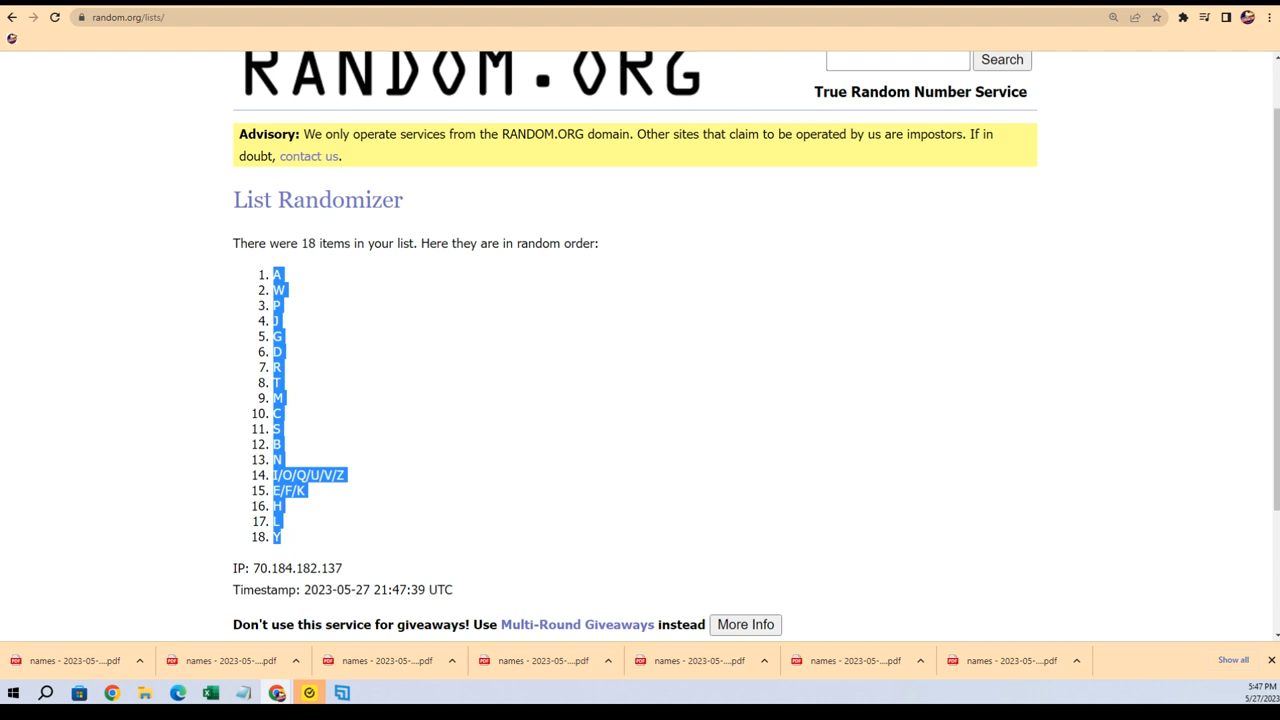 random.org/lists/
RANDOM.ORG
Search
True Random Number Service
Advisory: We only operate services from the RANDOM.ORG domain. Other sites that claim to be operated by us are impostors. If in
doubt, contact us.
List Randomizer
There were 18 items in your list. Here they are in random order:
1. A
2. W
3. P
4. J
5. G
6. D
7. R
8. T
9. M
10. C
11. S
12. B
13. N
14. I/O/Q/U/V/Z
15. E/F/K
16. H
17. L
18. Y
IP: 70.184.182.137
Timestamp: 2023-05-27 21:47:39 UTC
Don't use this service for giveaways! Use Multi-Round Giveaways instead More Info
names - 2023-05-....pdf names - 2023-05-....pdf names - 2023-05-....pdf names - 2023-05-....pdf names - 2023-05-....pdf names - 2023-05-....pdf names - 2023-05-....pdf Show all
5:47 PM
5/27/2023